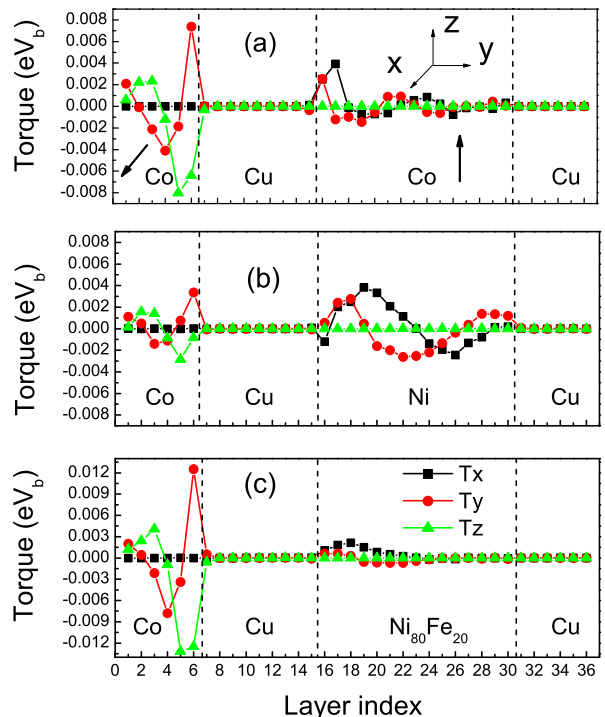 0.008
0.006
0.004
0.002
0.000
-0.002
-0.004
-0.006
-0.008
Torque (eV_b)
(a)
z
x
y
Co
Cu
Co
Cu
0.008
0.006
0.004
0.002
0.000
-0.002
-0.004
-0.006
-0.008
Torque (eV_b)
(b)
Co
Cu
Ni
Cu
0.012
0.009
0.006
0.003
0.000
-0.003
-0.006
-0.009
-0.012
Torque (eV_b)
(c)
Tx
Ty
Tz
Co
Cu
Ni80Fe20
Cu
0 2 4 6 8 10 12 14 16 18 20 22 24 26 28 30 32 34 36
Layer index